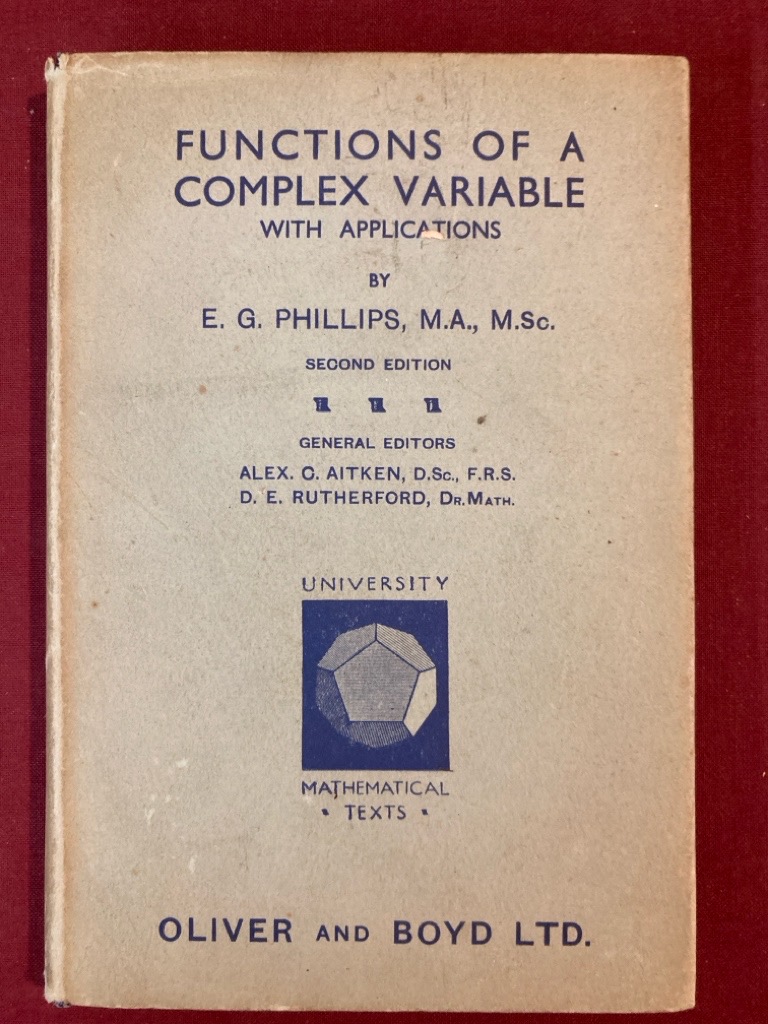 FUNCTIONS OF A
COMPLEX VARIABLE
WITH APPLICATIONS
BY
E. G. PHILLIPS, M.A., M.Sc.
SECOND EDITION
GENERAL EDITORS
ALEX. C. AITKEN, D.Sc., F.R.S.
D. E. RUTHERFORD, Dr.Math.
UNIVERSITY
MATHEMATICAL
• TEXTS •
OLIVER AND BOYD LTD.